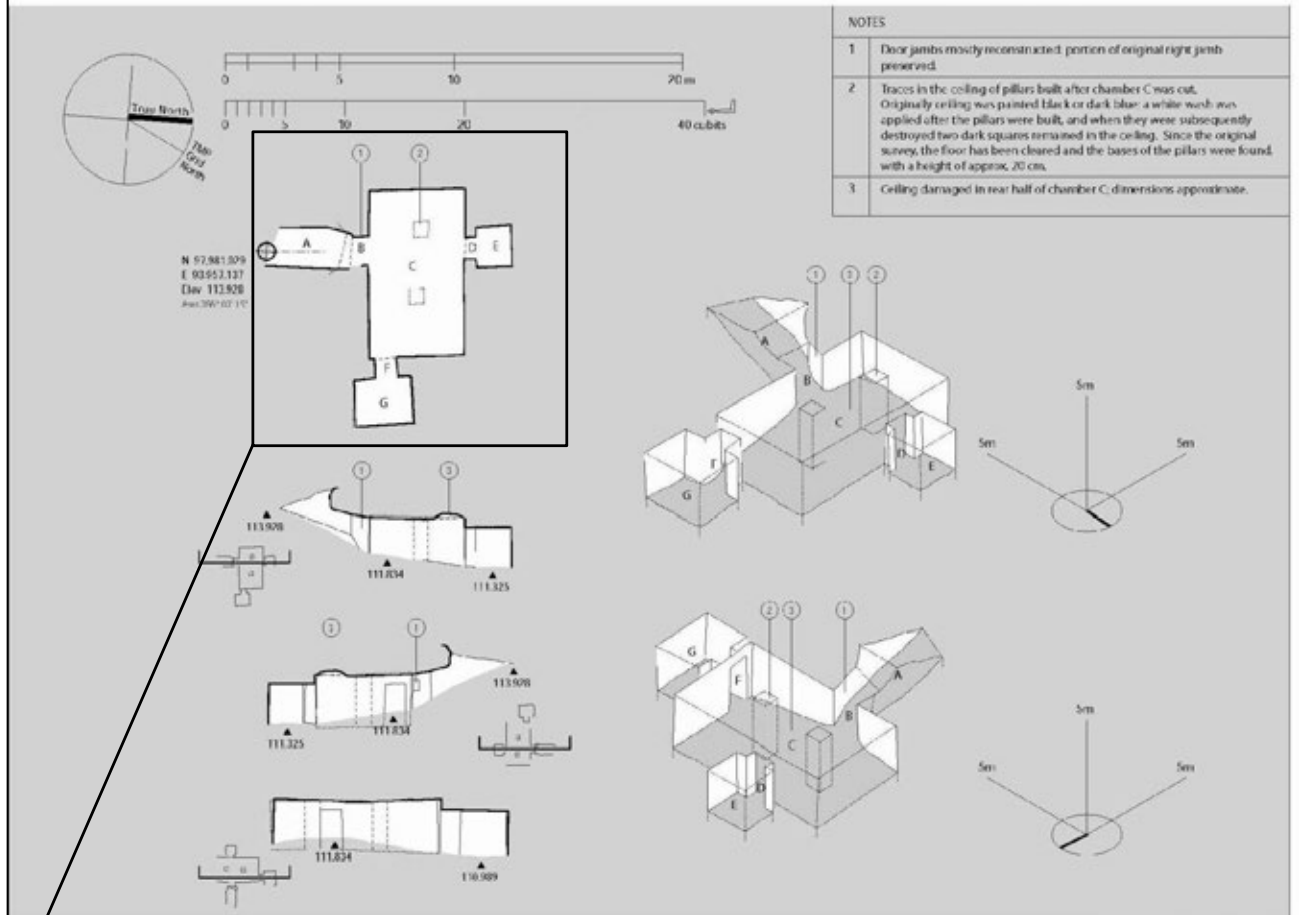 NOTES
1 Door jambs mostly reconstructed: portion of original right jamb
preserved.
2 Traces in the ceiling of pillars built after chamber C was cut.
Originally ceiling was painted black or dark blue: a white wash was
applied after the pillars were built, and when they were subsequently
destroyed two dark squares remained in the ceiling. Since the original
survey, the floor has been cleared and the bases of the pillars were found,
with a height of approx. 20 cm.
3 Ceiling damaged in rear half of chamber C; dimensions approximate.
True North
TMP
Grid
North
0 5 10 20 m
0 5 10 20 40 cubits
1 2
A B C D E
F
G
N 97,981.029
E 93,953.137
Elev 113.928
1 3 2
A
B
C
D
E
F
G
5m
5m 5m
1 3
113.928
111.834
111.325
3 1
113.928
111.834
111.325
2 3 1
G
A
F
B
C
D
E
5m
5m 5m
111.834
110.989